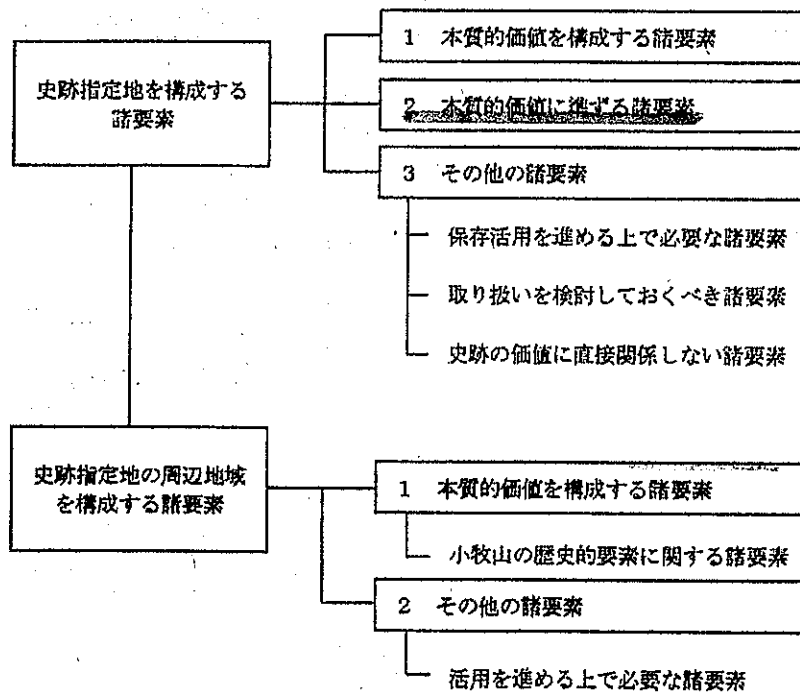 史跡指定地を構成する
諸要素
1 本質的価値を構成する諸要素
2 本質的価値に準ずる諸要素
3 その他の諸要素
保存活用を進める上で必要な諸要素
取り扱いを検討しておくべき諸要素
史跡の価値に直接関係しない諸要素
史跡指定地の周辺地域
を構成する諸要素
1 本質的価値を構成する諸要素
小牧山の歴史的要素に関する諸要素
2 その他の諸要素
活用を進める上で必要な諸要素